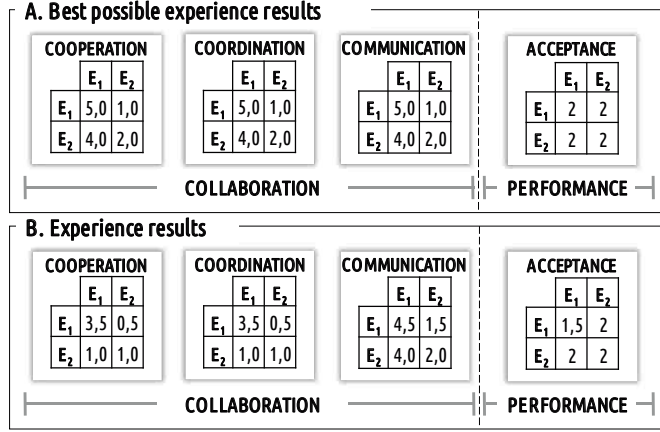 A. Best possible experience results
COOPERATION
E1 E2
E1 5,0 1,0
E2 4,0 2,0
COORDINATION
E1 E2
E1 5,0 1,0
E2 4,0 2,0
COMMUNICATION
E1 E2
E1 5,0 1,0
E2 4,0 2,0
ACCEPTANCE
E1 E2
E1 2 2
E2 2 2
COLLABORATION
PERFORMANCE
B. Experience results
COOPERATION
E1 E2
E1 3,5 0,5
E2 1,0 1,0
COORDINATION
E1 E2
E1 3,5 0,5
E2 1,0 1,0
COMMUNICATION
E1 E2
E1 4,5 1,5
E2 4,0 2,0
ACCEPTANCE
E1 E2
E1 1,5 2
E2 2 2
COLLABORATION
PERFORMANCE